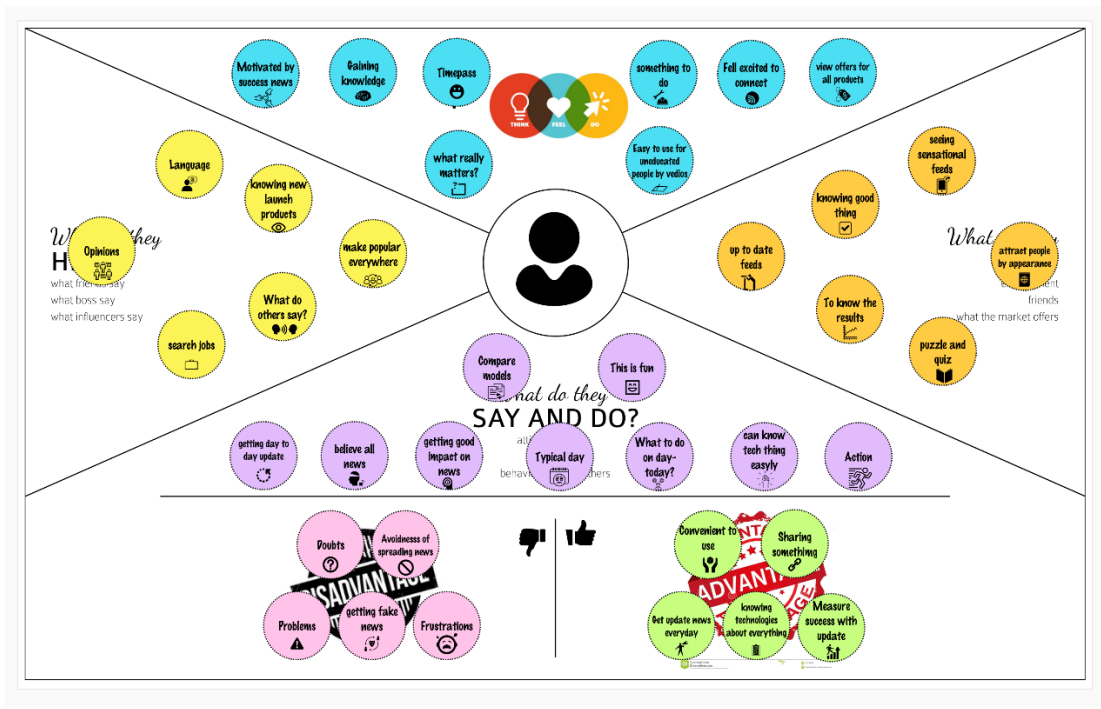 Motivated by
success news
Gaining
knowledge
Timepass
something to
do
Fell excited to
connect
view offers for
all products
THINK
FEEL
DO
what really
matters?
Easy to use for
uneducated
people by vedios
Language
knowing new
launch
products
Opinions
make popular
everywhere
What do
others say?
search jobs
they
H
what friends say
what boss say
what influencers say
seeing
sensational
feeds
knowing good
thing
up to date
feeds
attract people
by appearance
To know the
results
puzzle and
quiz
What
friends
what the market offers
Compare
models
This is fun
what do they
SAY AND DO?
getting day to
day update
believe all
news
getting good
impact on
news
Typical day
What to do
on day-
today?
can know
tech thing
easyly
Action
Doubts
Avoidnesss of
spreading news
DISADVANTAGE
Problems
getting fake
news
Frustrations
Convenient to
use
Sharing
something
ADVANTAGE
Get update news
everyday
knowing
technologies
about everything
Measure
success with
update